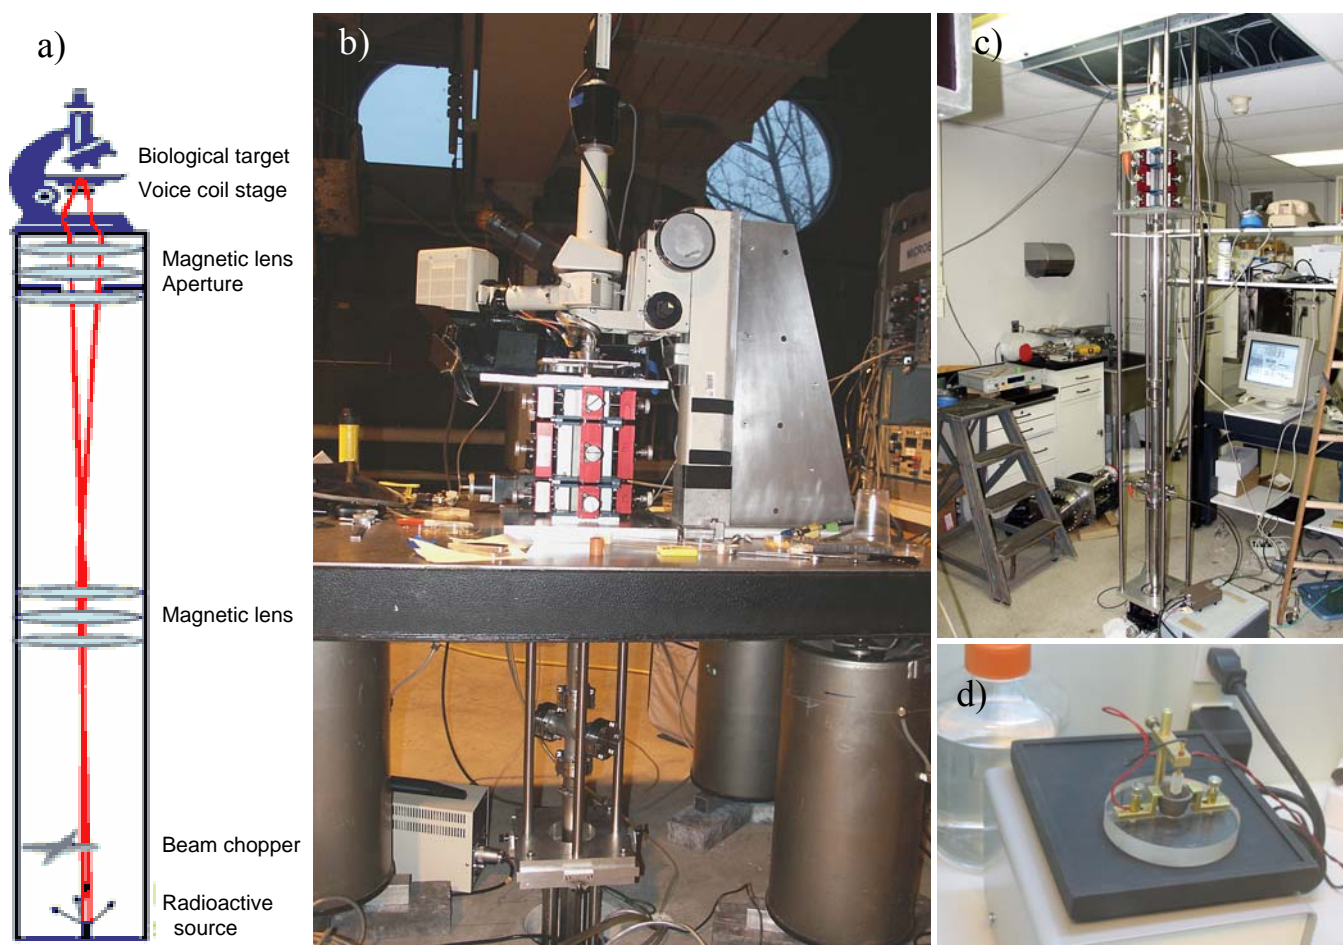 a)
Biological target
Voice coil stage
Magnetic lens
Aperture
Magnetic lens
Beam chopper
Radioactive
source
b)
c)
d)